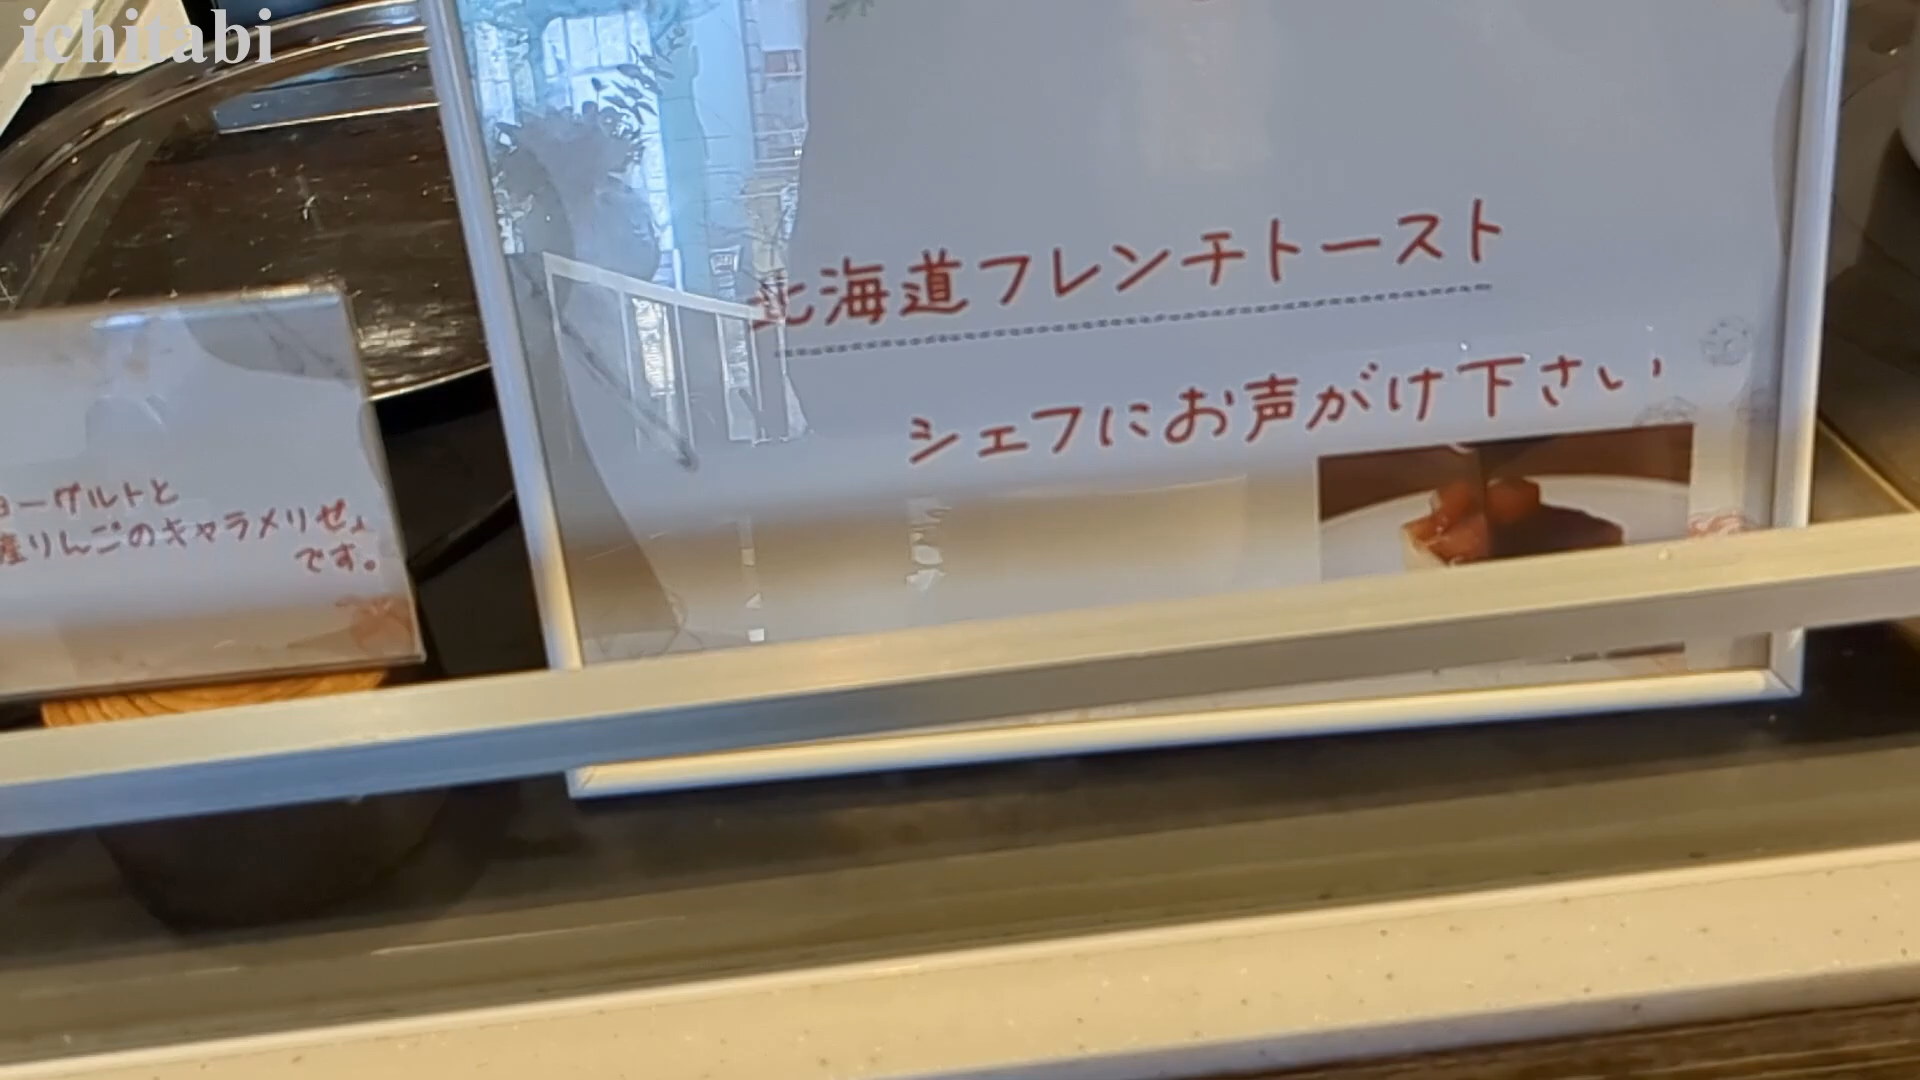 ichitabi
北海道フレンチトースト
シェフにお声がけ下さい
ヨーグルトと
産りんごのキャラメリゼ
です。